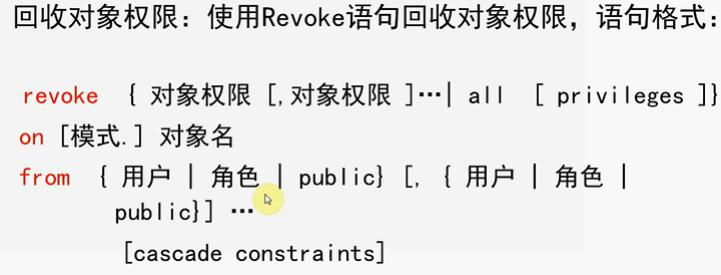 回收对象权限：使用Revoke语句回收对象权限，语句格式：
revoke { 对象权限 [,对象权限 ]…| all [ privileges ]}
on [模式.] 对象名
from { 用户 | 角色 | public} [, { 用户 | 角色 |
public}] …
[cascade constraints]